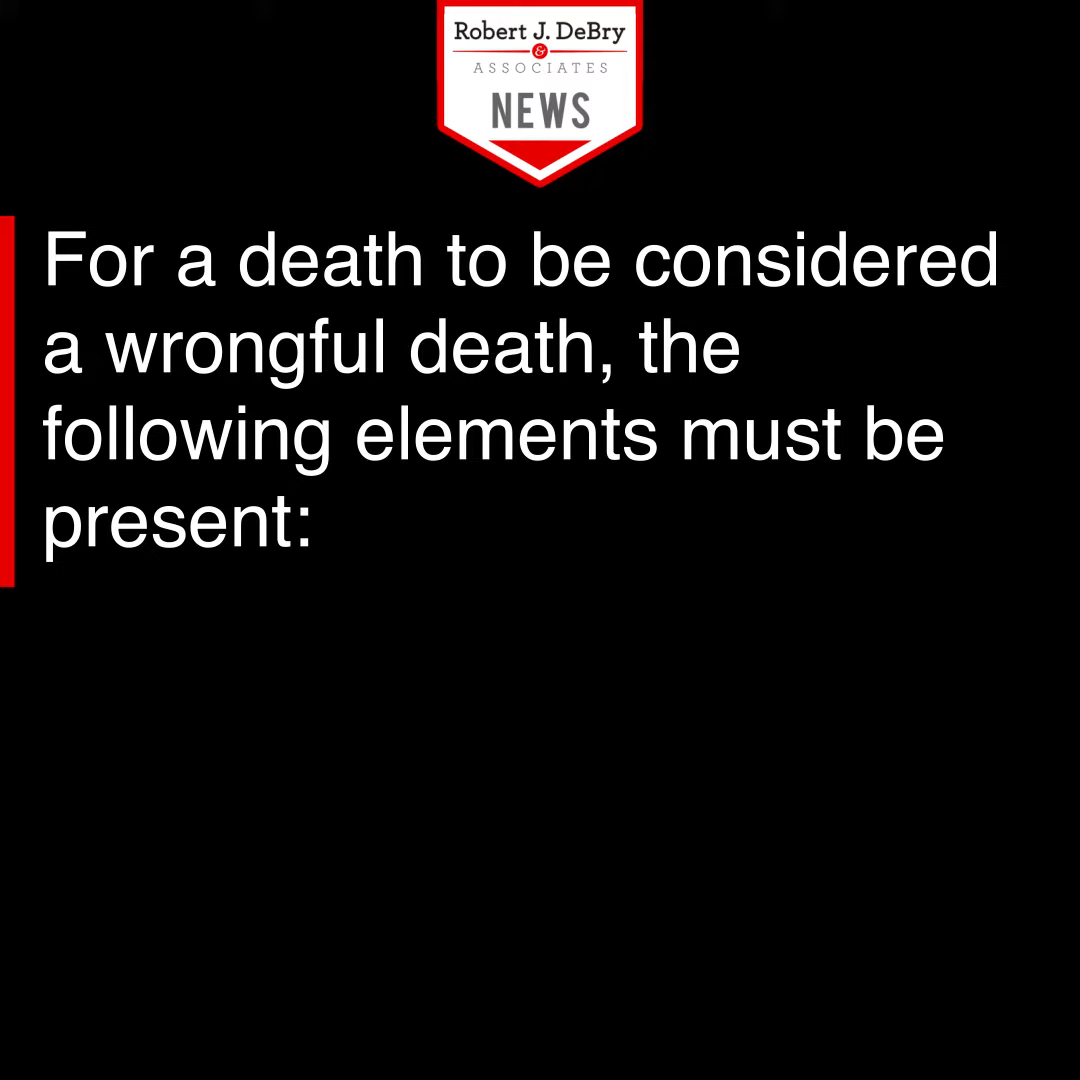 Robert J. DeBry
&
ASSOCIATES
NEWS
For a death to be considered
a wrongful death, the
following elements must be
present: